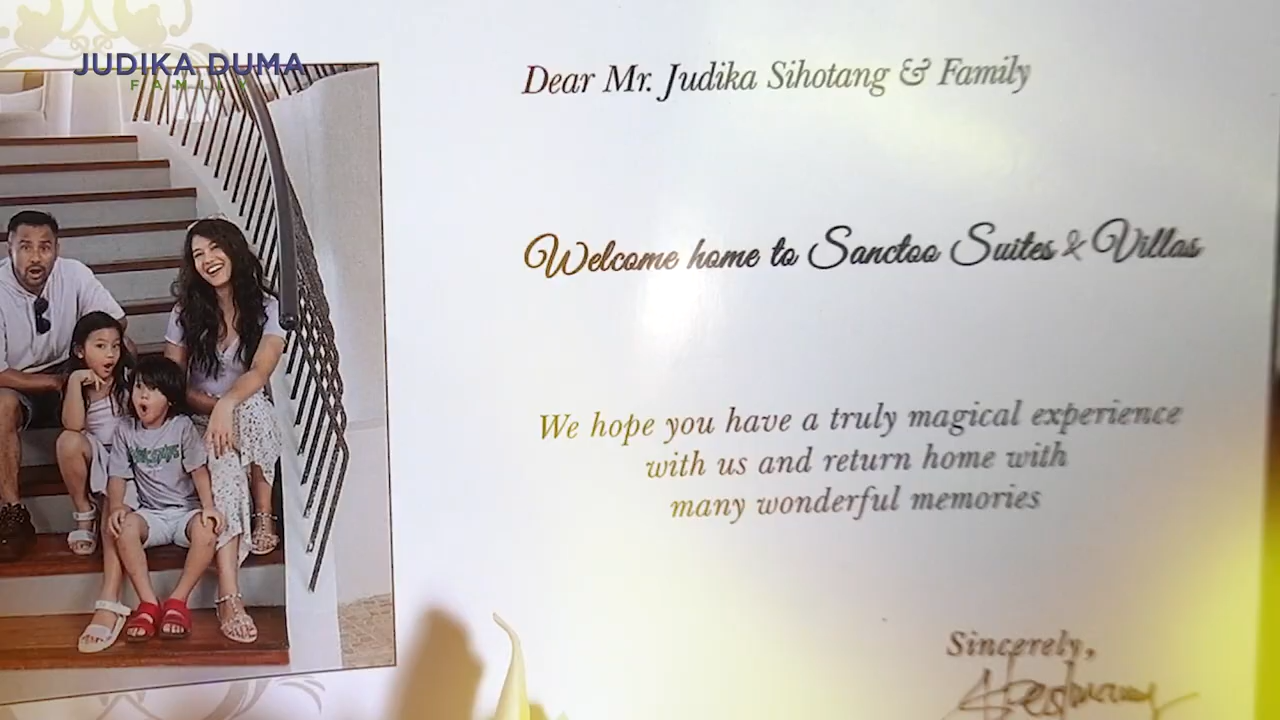 JUDIKA DUMA
FAMILY
Dear Mr. Judika Sihotang & Family
Welcome home to Sanctoo Suites & Villas
We hope you have a truly magical experience
with us and return home with
many wonderful memories
Sincerely,